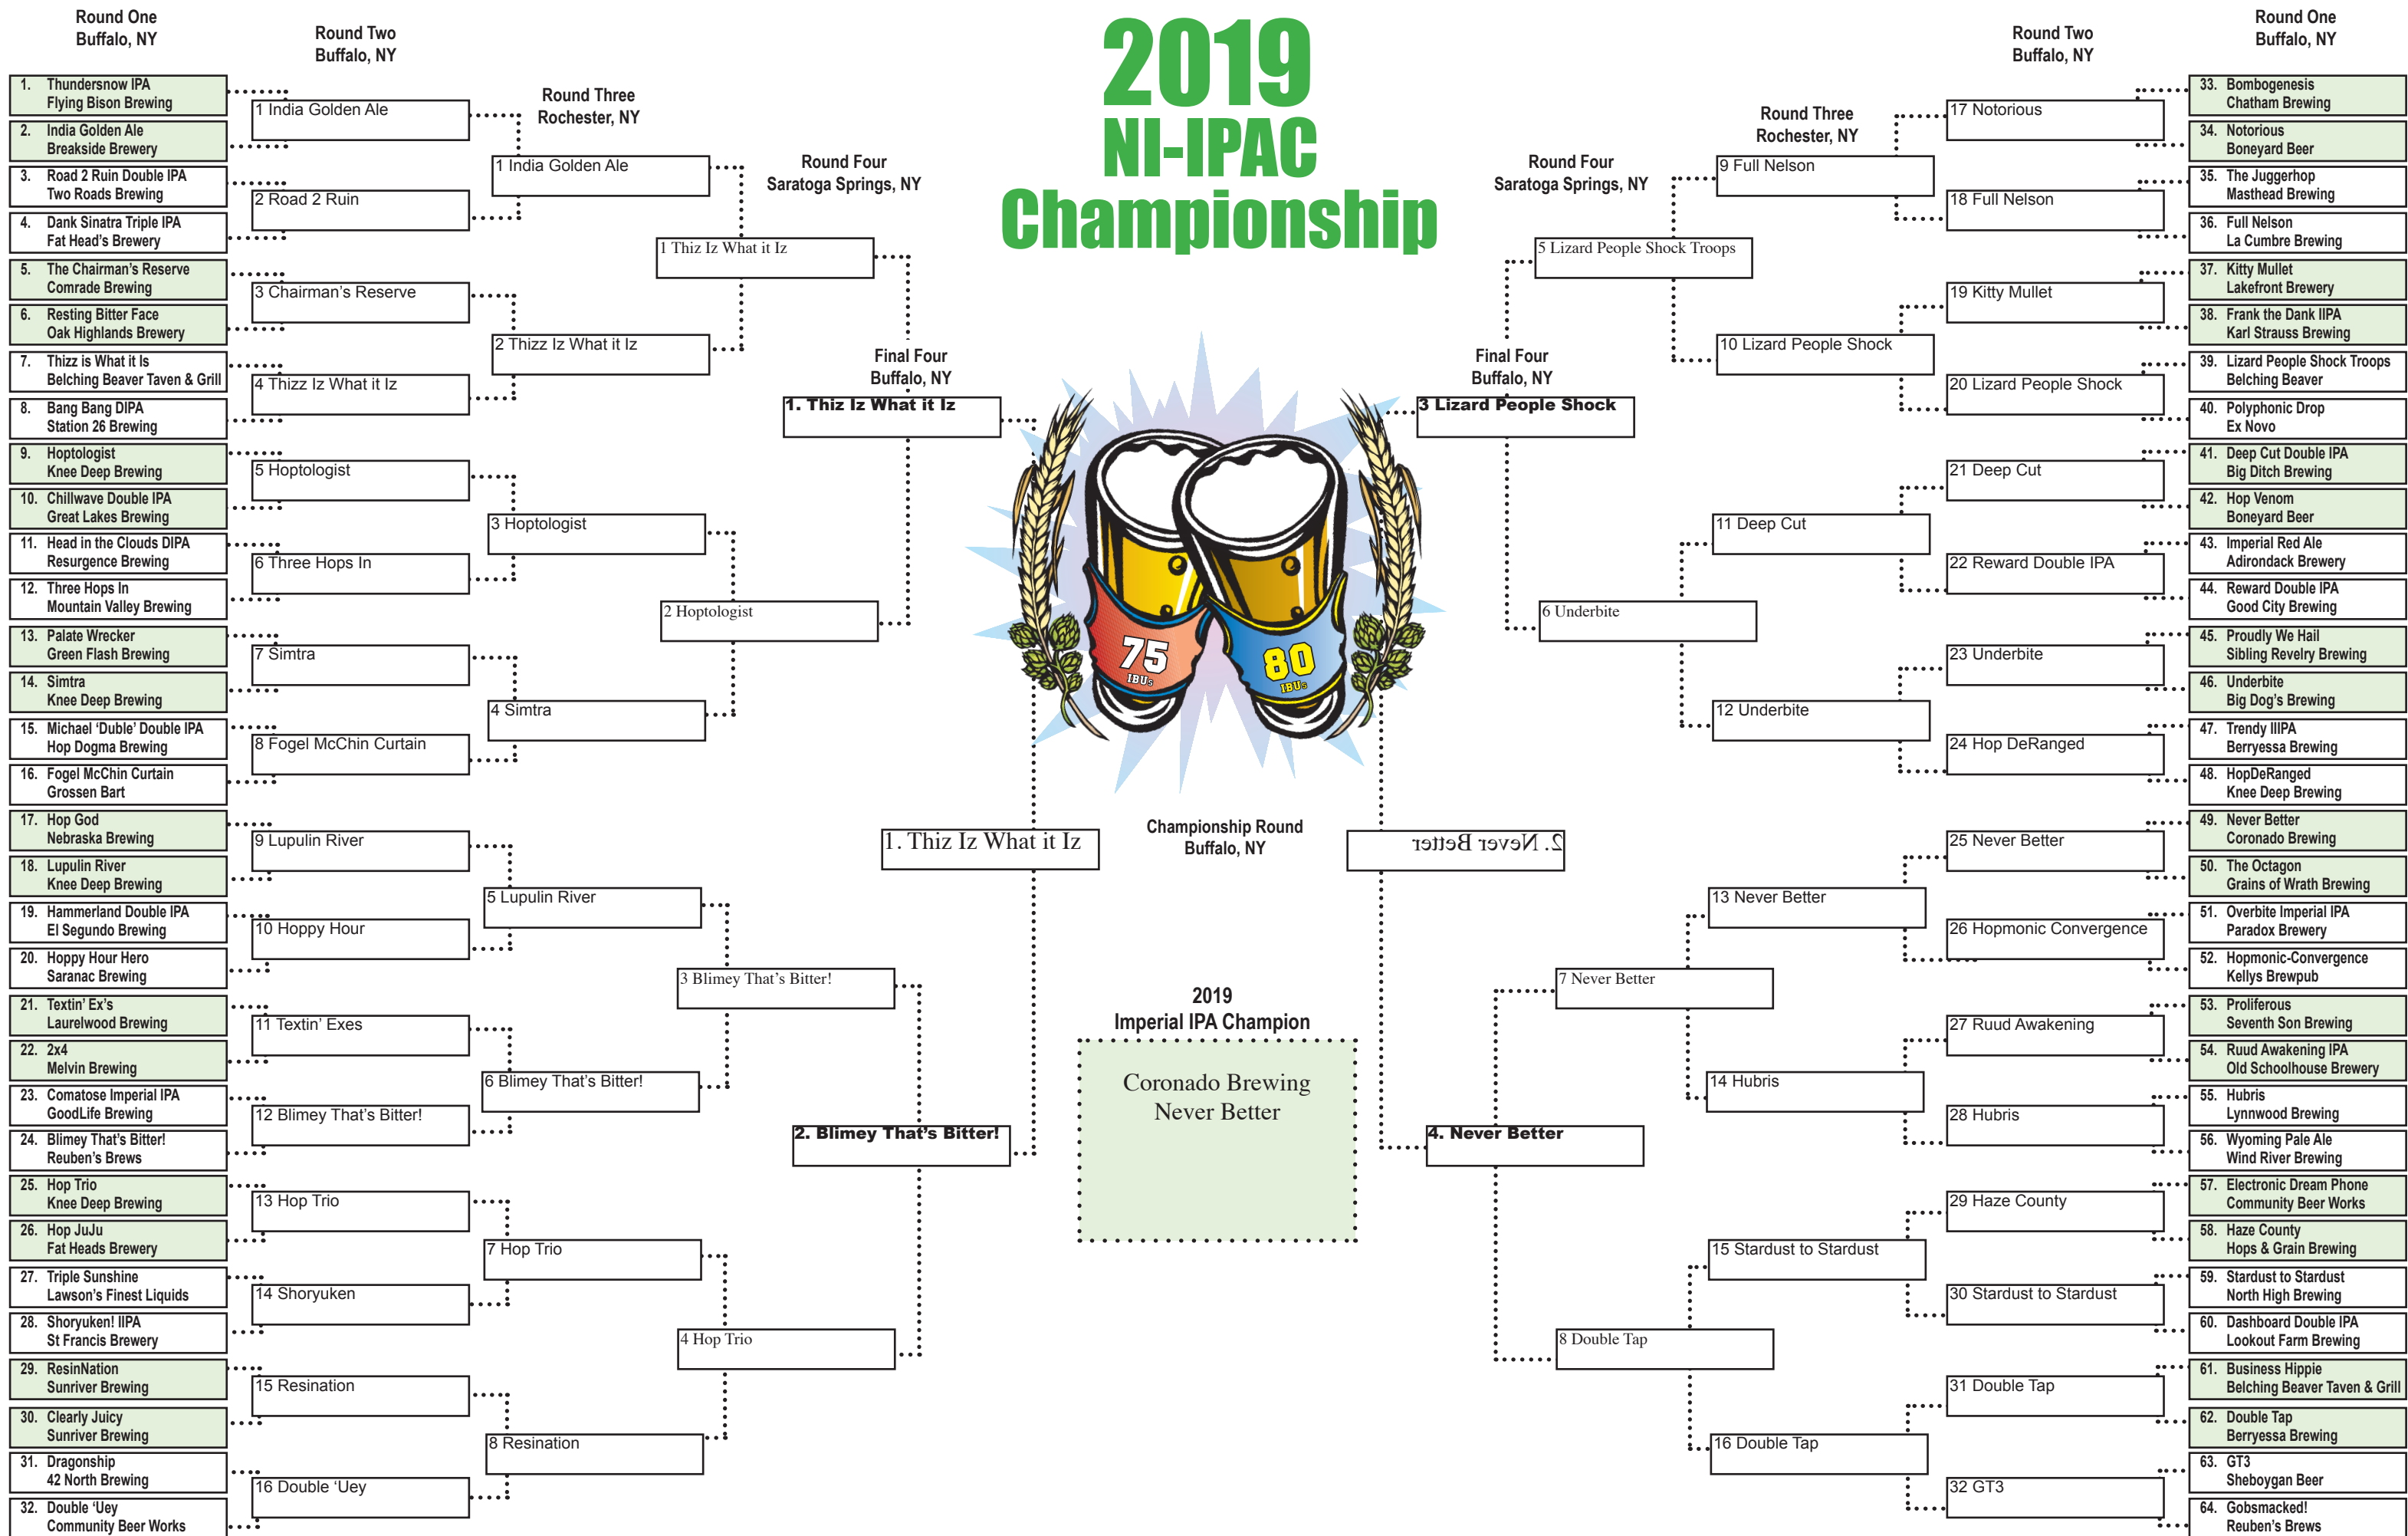 2019
NI-IPAC
Championship
Round One
Buffalo, NY
1. Thundersnow IPA
Flying Bison Brewing
2. India Golden Ale
Breakside Brewery
3. Road 2 Ruin Double IPA
Two Roads Brewing
4. Dank Sinatra Triple IPA
Fat Head's Brewery
5. The Chairman's Reserve
Comrade Brewing
6. Resting Bitter Face
Oak Highlands Brewery
7. Thizz is What it Is
Belching Beaver Taven & Grill
8. Bang Bang DIPA
Station 26 Brewing
9. Hoptologist
Knee Deep Brewing
10. Chillwave Double IPA
Great Lakes Brewing
11. Head in the Clouds DIPA
Resurgence Brewing
12. Three Hops In
Mountain Valley Brewing
13. Palate Wrecker
Green Flash Brewing
14. Simtra
Knee Deep Brewing
15. Michael 'Duble' Double IPA
Hop Dogma Brewing
16. Fogel McChin Curtain
Grossen Bart
17. Hop God
Nebraska Brewing
18. Lupulin River
Knee Deep Brewing
19. Hammerland Double IPA
El Segundo Brewing
20. Hoppy Hour Hero
Saranac Brewing
21. Textin' Ex's
Laurelwood Brewing
22. 2x4
Melvin Brewing
23. Comatose Imperial IPA
GoodLife Brewing
24. Blimey That's Bitter!
Reuben's Brews
25. Hop Trio
Knee Deep Brewing
26. Hop JuJu
Fat Heads Brewery
27. Triple Sunshine
Lawson's Finest Liquids
28. Shoryuken! IIPA
St Francis Brewery
29. ResinNation
Sunriver Brewing
30. Clearly Juicy
Sunriver Brewing
31. Dragonship
42 North Brewing
32. Double 'Uey
Community Beer Works
Round Two
Buffalo, NY
1 India Golden Ale
2 Road 2 Ruin
3 Chairman's Reserve
4 Thizz Iz What it Iz
5 Hoptologist
6 Three Hops In
7 Simtra
8 Fogel McChin Curtain
9 Lupulin River
10 Hoppy Hour
11 Textin' Exes
12 Blimey That's Bitter!
13 Hop Trio
14 Shoryuken
15 Resination
16 Double 'Uey
Round Three
Rochester, NY
1 India Golden Ale
2 Thizz Iz What it Iz
3 Hoptologist
4 Simtra
5 Lupulin River
6 Blimey That's Bitter!
7 Hop Trio
8 Resination
Round Four
Saratoga Springs, NY
1 Thiz Iz What it Iz
2 Hoptologist
3 Blimey That's Bitter!
4 Hop Trio
Final Four
Buffalo, NY
1. Thiz Iz What it Iz
2. Blimey That's Bitter!
75
IBUs
80
IBUs
Championship Round
Buffalo, NY
1. Thiz Iz What it Iz
2. Never Better
2019
Imperial IPA Champion
Coronado Brewing
Never Better
Final Four
Buffalo, NY
3 Lizard People Shock
4. Never Better
Round Four
Saratoga Springs, NY
5 Lizard People Shock Troops
6 Underbite
7 Never Better
8 Double Tap
Round Three
Rochester, NY
9 Full Nelson
10 Lizard People Shock
11 Deep Cut
12 Underbite
13 Never Better
14 Hubris
15 Stardust to Stardust
16 Double Tap
Round Two
Buffalo, NY
17 Notorious
18 Full Nelson
19 Kitty Mullet
20 Lizard People Shock
21 Deep Cut
22 Reward Double IPA
23 Underbite
24 Hop DeRanged
25 Never Better
26 Hopmonic Convergence
27 Ruud Awakening
28 Hubris
29 Haze County
30 Stardust to Stardust
31 Double Tap
32 GT3
Round One
Buffalo, NY
33. Bombogenesis
Chatham Brewing
34. Notorious
Boneyard Beer
35. The Juggerhop
Masthead Brewing
36. Full Nelson
La Cumbre Brewing
37. Kitty Mullet
Lakefront Brewery
38. Frank the Dank IIPA
Karl Strauss Brewing
39. Lizard People Shock Troops
Belching Beaver
40. Polyphonic Drop
Ex Novo
41. Deep Cut Double IPA
Big Ditch Brewing
42. Hop Venom
Boneyard Beer
43. Imperial Red Ale
Adirondack Brewery
44. Reward Double IPA
Good City Brewing
45. Proudly We Hail
Sibling Revelry Brewing
46. Underbite
Big Dog's Brewing
47. Trendy IIIPA
Berryessa Brewing
48. HopDeRanged
Knee Deep Brewing
49. Never Better
Coronado Brewing
50. The Octagon
Grains of Wrath Brewing
51. Overbite Imperial IPA
Paradox Brewery
52. Hopmonic-Convergence
Kellys Brewpub
53. Proliferous
Seventh Son Brewing
54. Ruud Awakening IPA
Old Schoolhouse Brewery
55. Hubris
Lynnwood Brewing
56. Wyoming Pale Ale
Wind River Brewing
57. Electronic Dream Phone
Community Beer Works
58. Haze County
Hops & Grain Brewing
59. Stardust to Stardust
North High Brewing
60. Dashboard Double IPA
Lookout Farm Brewing
61. Business Hippie
Belching Beaver Taven & Grill
62. Double Tap
Berryessa Brewing
63. GT3
Sheboygan Beer
64. Gobsmacked!
Reuben's Brews